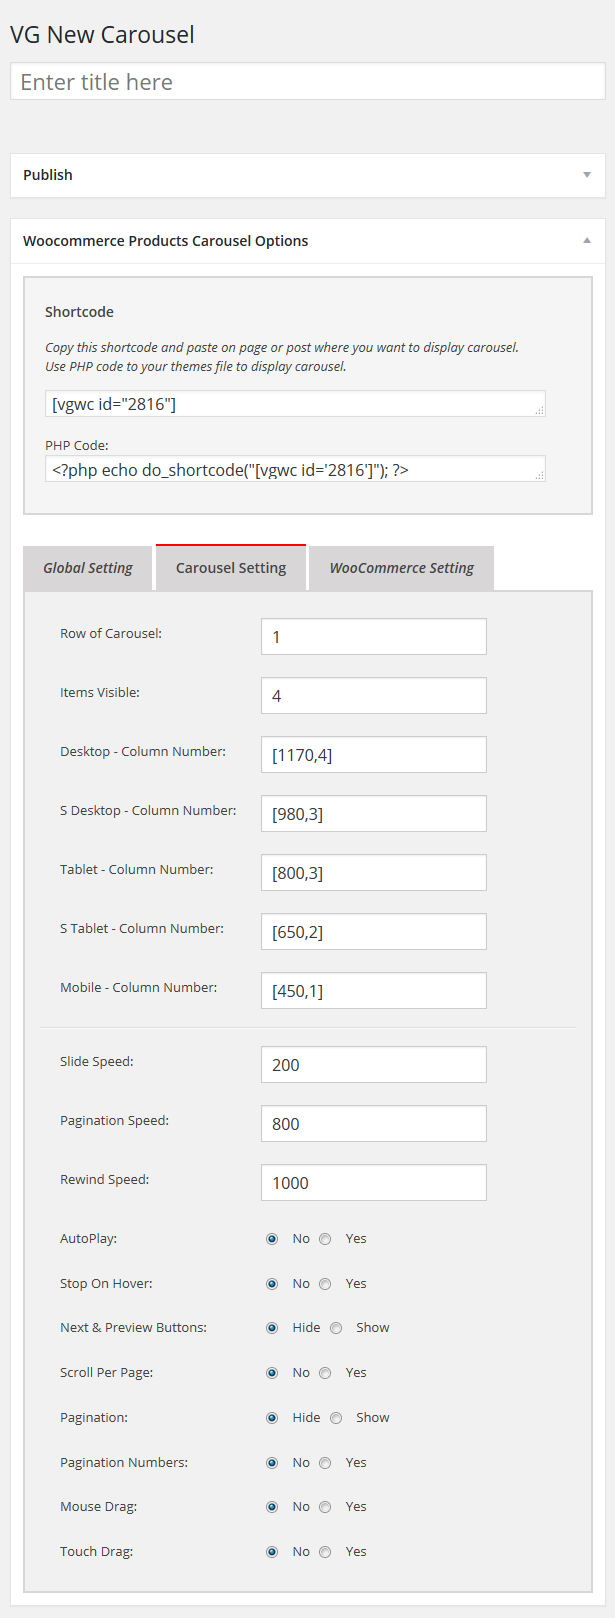 VG New Carousel
Enter title here
Publish
Woocommerce Products Carousel Options
Shortcode
Copy this shortcode and paste on page or post where you want to display carousel.
Use PHP code to your themes file to display carousel.
[vgwc id="2816"]
PHP Code:
<?php echo do_shortcode("[vgwc id='2816']"); ?>
Global Setting Carousel Setting WooCommerce Setting
Row of Carousel: 1
Items Visible: 4
Desktop - Column Number: [1170,4]
S Desktop - Column Number: [980,3]
Tablet - Column Number: [800,3]
S Tablet - Column Number: [650,2]
Mobile - Column Number: [450,1]
Slide Speed: 200
Pagination Speed: 800
Rewind Speed: 1000
AutoPlay: No Yes
Stop On Hover: No Yes
Next & Preview Buttons: Hide Show
Scroll Per Page: No Yes
Pagination: Hide Show
Pagination Numbers: No Yes
Mouse Drag: No Yes
Touch Drag: No Yes